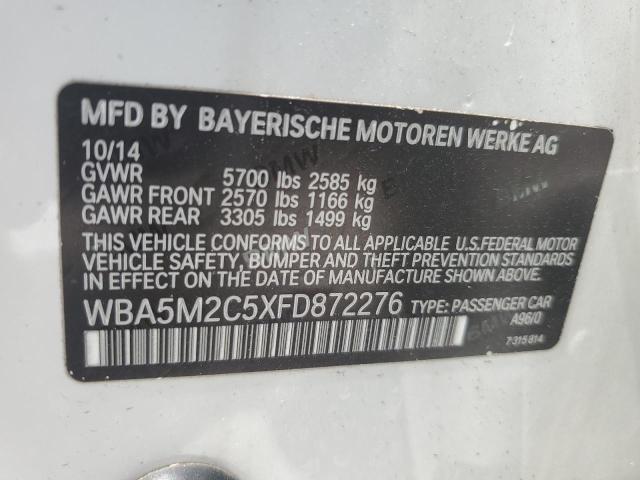 MFD BY BAYERISCHE MOTOREN WERKE AG
10/14
GVWR 5700 lbs 2585 kg
GAWR FRONT 2570 lbs 1166 kg
GAWR REAR 3305 lbs 1499 kg
THIS VEHICLE CONFORMS TO ALL APPLICABLE U.S.FEDERAL MOTOR
VEHICLE SAFETY, BUMPER AND THEFT PREVENTION STANDARDS
IN EFFECT ON THE DATE OF MANUFACTURE SHOWN ABOVE.
WBA5M2C5XFD872276 TYPE: PASSENGER CAR
A96/0
7315814